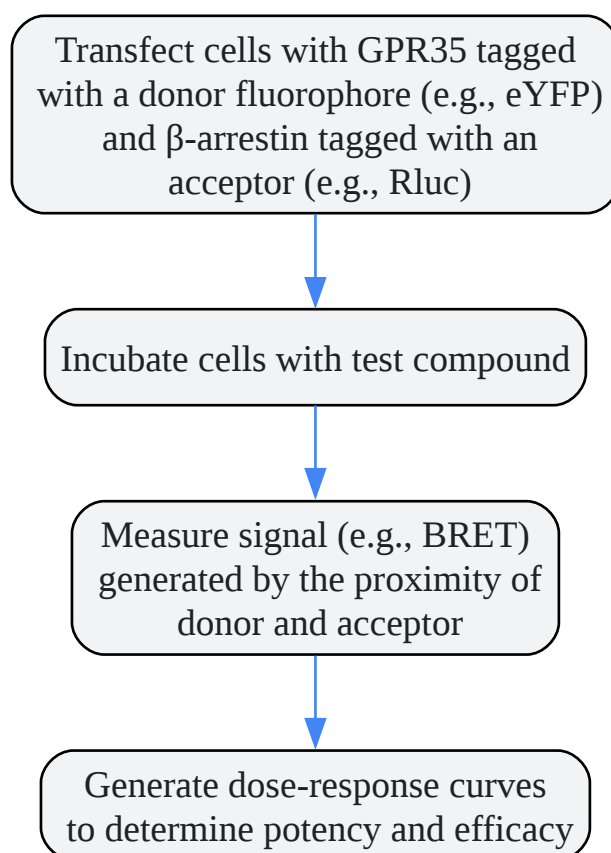 Transfect cells with GPR35 tagged
with a donor fluorophore (e.g., eYFP)
and β-arrestin tagged with an
acceptor (e.g., Rluc)
Incubate cells with test compound
Measure signal (e.g., BRET)
generated by the proximity of
donor and acceptor
Generate dose-response curves
to determine potency and efficacy